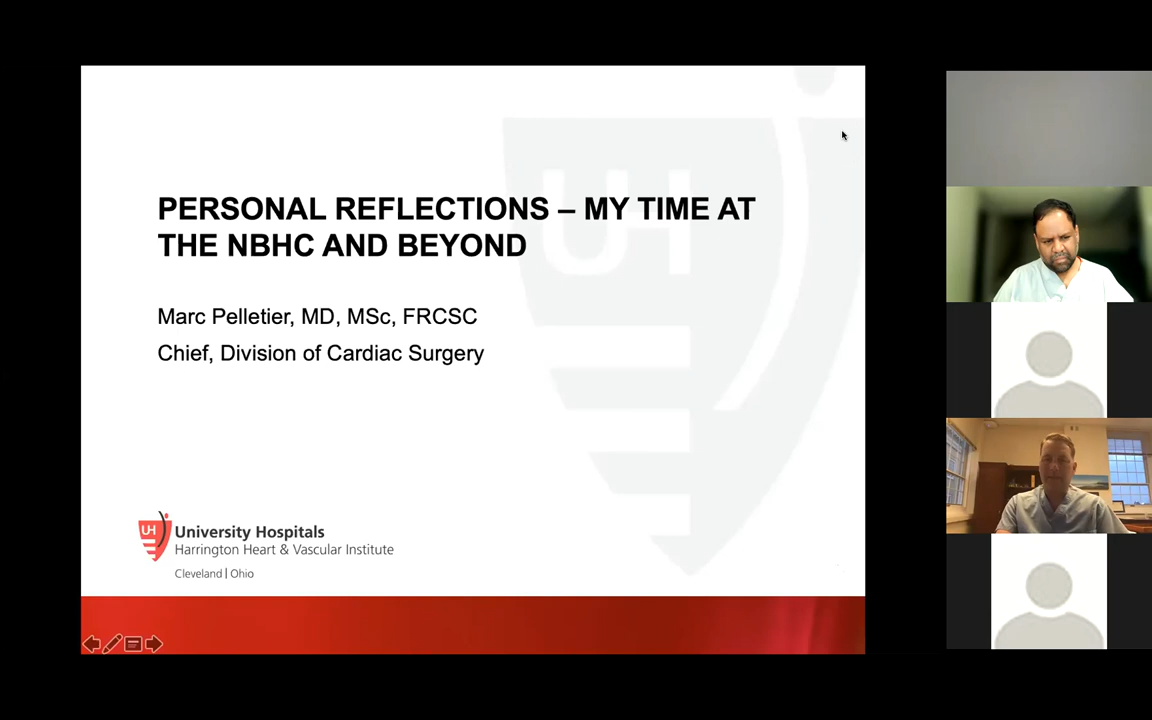 PERSONAL REFLECTIONS – MY TIME AT
THE NBHC AND BEYOND
Marc Pelletier, MD, MSc, FRCSC
Chief, Division of Cardiac Surgery
UH
University Hospitals
Harrington Heart & Vascular Institute
Cleveland | Ohio